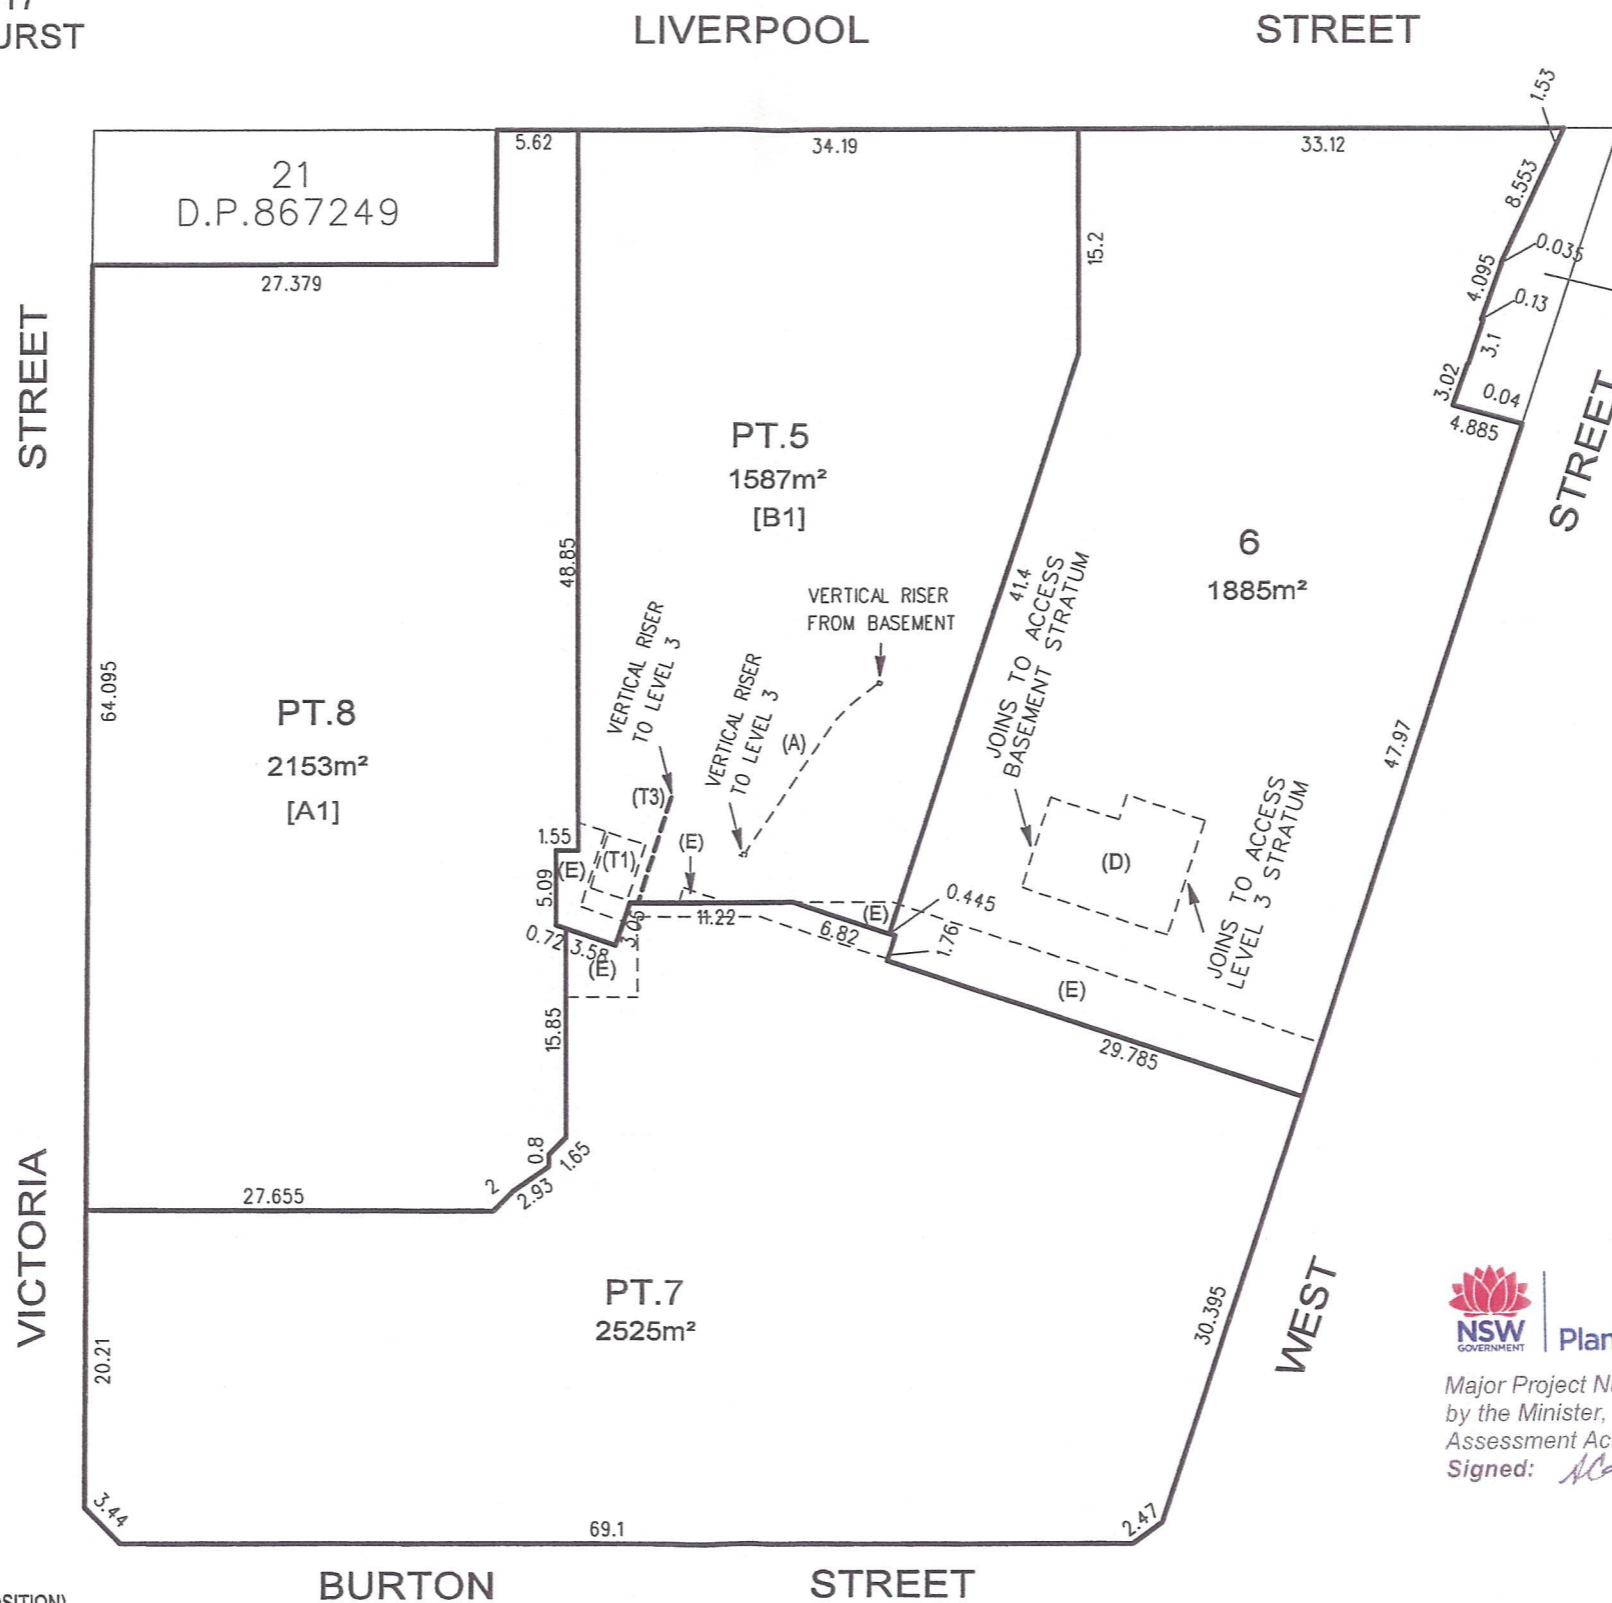 17
URST
LIVERPOOL STREET
1.53
5.62
34.19
33.12
21
D.P.867249
8.553
15.2
0.035
27.379
4.095
0.13
3.1
3.02
0.04
4.885
STREET
STREET
PT.5
1587m²
[B1]
48.85
6
1885m²
41.4
JOINS TO ACCESS
BASEMENT STRATUM
VERTICAL RISER
FROM BASEMENT
VERTICAL RISER
TO LEVEL 3
VERTICAL RISER
TO LEVEL 3
64.095
PT.8
2153m²
[A1]
47.97
(A)
(T3)
JOINS TO ACCESS
LEVEL 3 STRATUM
1.55
(E)
(T1)
(E)
(D)
5.09
0.445
3.06
11.22
(E)
6.82
1.76
0.72
3.58
(E)
(E)
15.85
29.785
0.8
1.65
2
2.93
27.655
VICTORIA
PT.7
2525m²
30.395
WEST
20.21
NSW
GOVERNMENT
Plan
Major Project N
by the Minister,
Assessment Ac
Signed:
3.44
69.1
2.47
BURTON STREET
OSITION)